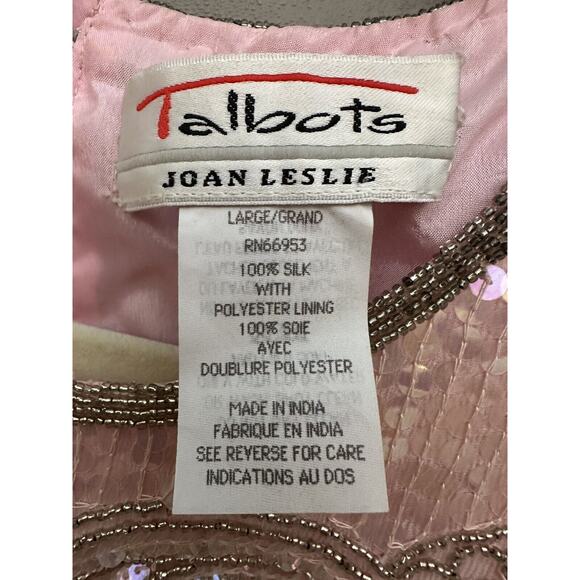 Talbots
JOAN LESLIE
LARGE/GRAND
RN66953
100% SILK
WITH
POLYESTER LINING
100% SOIE
AVEC
DOUBLURE POLYESTER
MADE IN INDIA
FABRIQUE EN INDIA
SEE REVERSE FOR CARE
INDICATIONS AU DOS